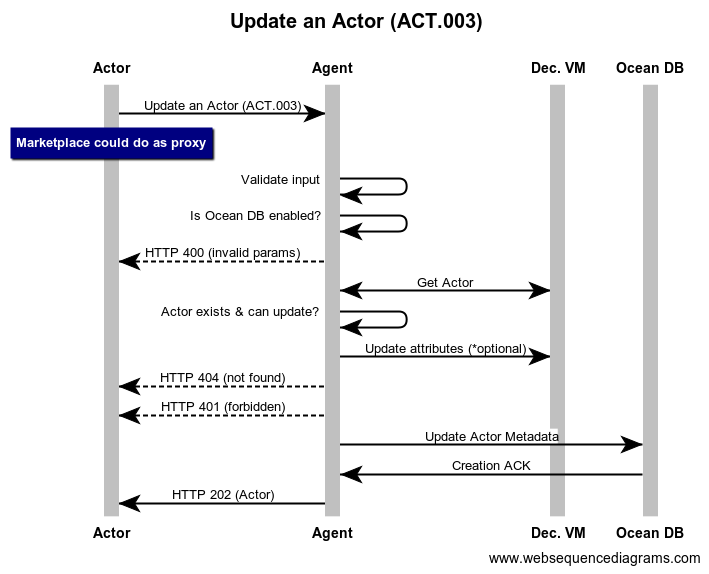 Update an Actor (ACT.003)
Actor Agent Dec. VM Ocean DB
Update an Actor (ACT.003)
Marketplace could do as proxy
Validate input
Is Ocean DB enabled?
HTTP 400 (invalid params)
Get Actor
Actor exists & can update?
Update attributes (*optional)
HTTP 404 (not found)
HTTP 401 (forbidden)
Update Actor Metadata
Creation ACK
HTTP 202 (Actor)
Actor Agent Dec. VM Ocean DB
www.websequencediagrams.com